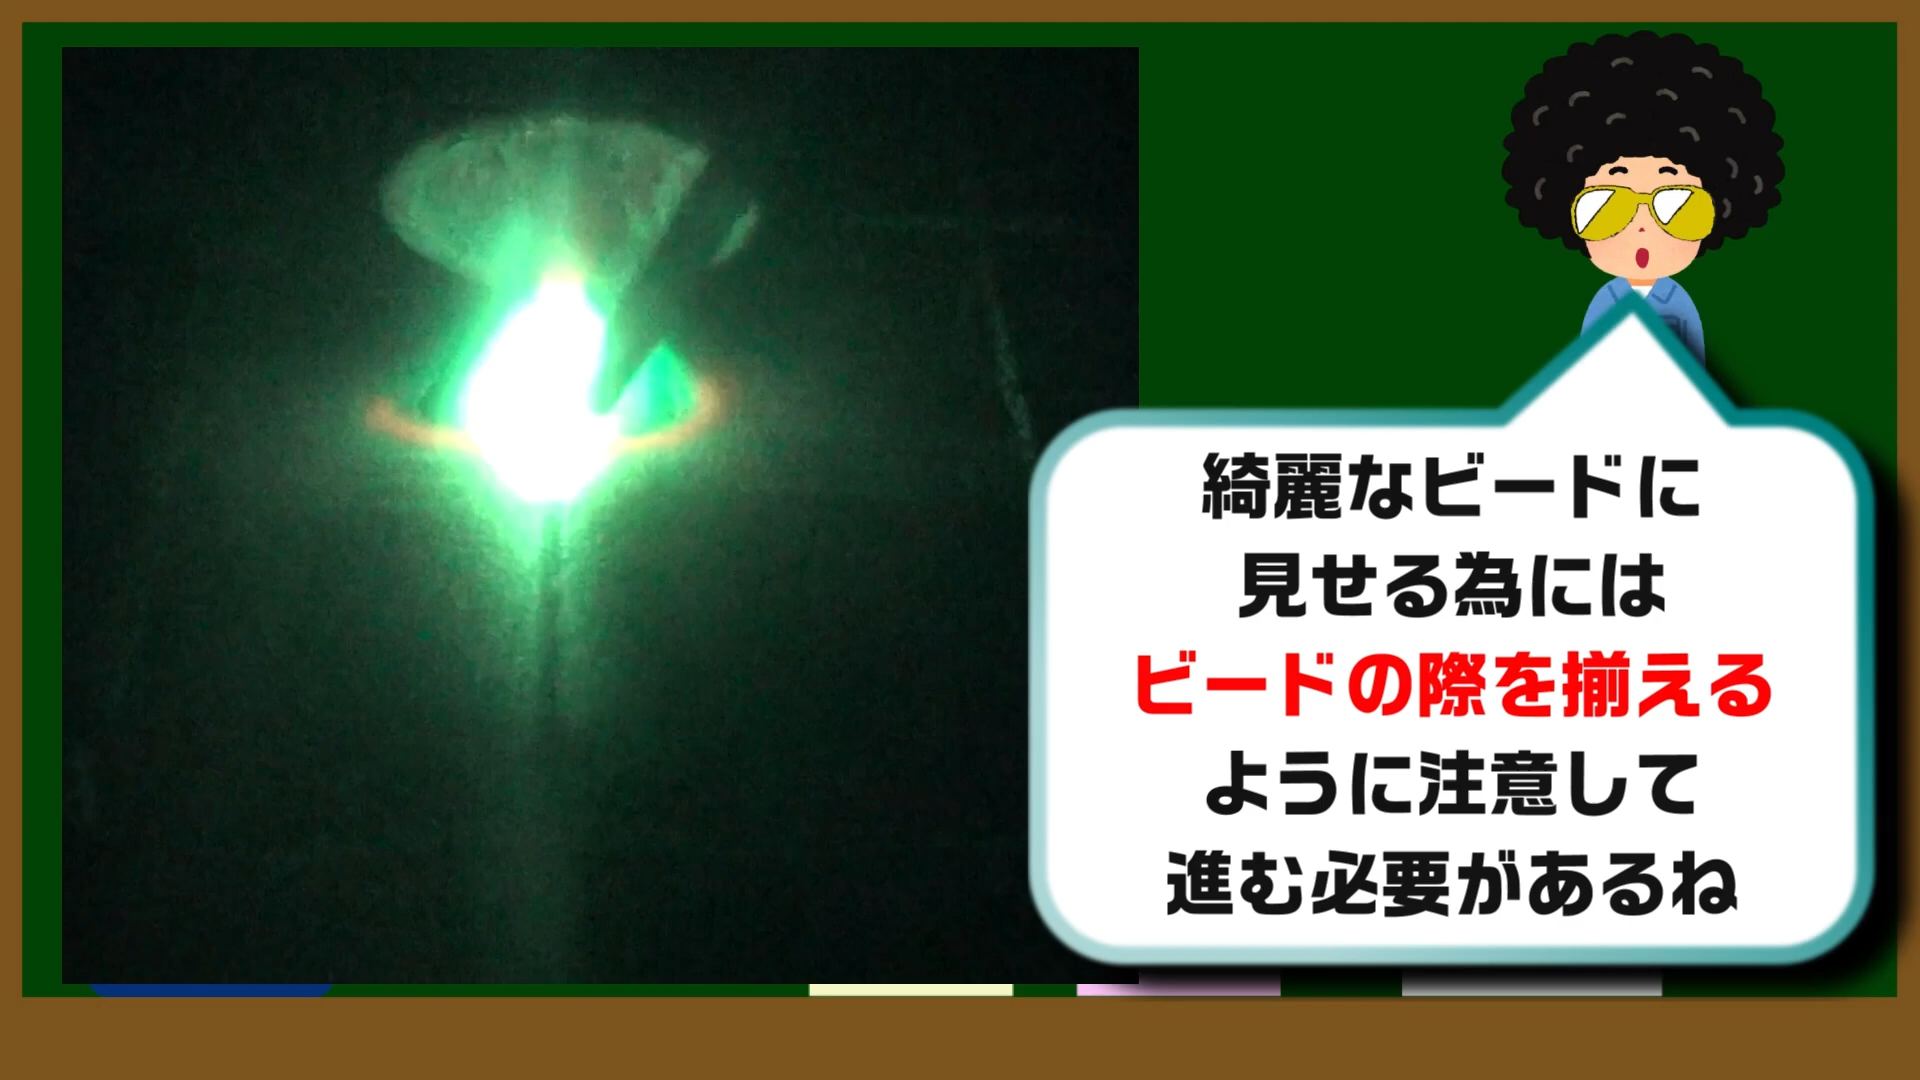 綺麗なビードに
見せる為には
ビードの際を揃える
ように注意して
進む必要があるね